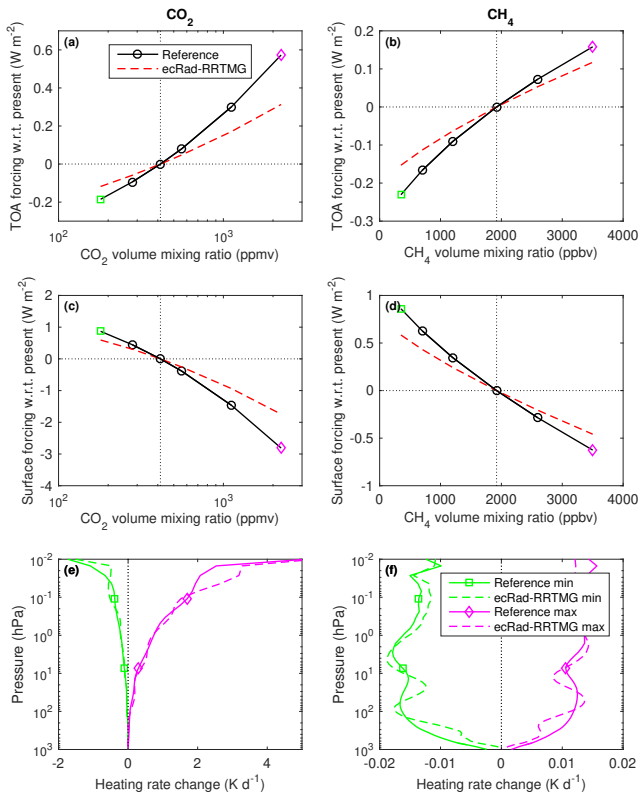 CO2
CH4
(a)
Reference
ecRad-RRTMG
TOA forcing w.r.t. present (W m-2)
0.6
0.4
0.2
0
-0.2
10^2
10^3
CO2 volume mixing ratio (ppmv)
(b)
TOA forcing w.r.t. present (W m-2)
0.2
0.1
0
-0.1
-0.2
-0.3
0
1000
2000
3000
4000
CH4 volume mixing ratio (ppbv)
(c)
Surface forcing w.r.t. present (W m-2)
2
1
0
-1
-2
-3
-4
10^2
10^3
CO2 volume mixing ratio (ppmv)
(d)
Surface forcing w.r.t. present (W m-2)
1
0.5
0
-0.5
-1
0
1000
2000
3000
4000
CH4 volume mixing ratio (ppbv)
(e)
Pressure (hPa)
10^-2
10^-1
10^0
10^1
10^2
10^3
-2
0
2
4
Heating rate change (K d-1)
(f)
Reference min
ecRad-RRTMG min
Reference max
ecRad-RRTMG max
Pressure (hPa)
10^-2
10^-1
10^0
10^1
10^2
10^3
-0.02
-0.01
0
0.01
0.02
Heating rate change (K d-1)